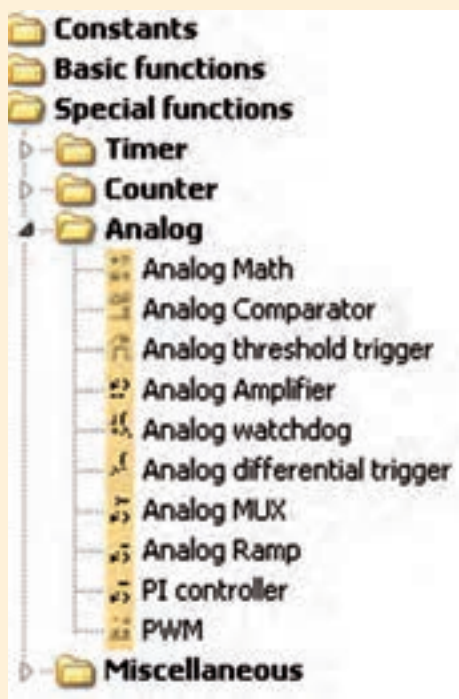 Constants
Basic functions
Special functions
Timer
Counter
Analog
Analog Math
Analog Comparator
Analog threshold trigger
Analog Amplifier
Analog watchdog
Analog differential trigger
Analog MUX
Analog Ramp
PI controller
PWM
Miscellaneous